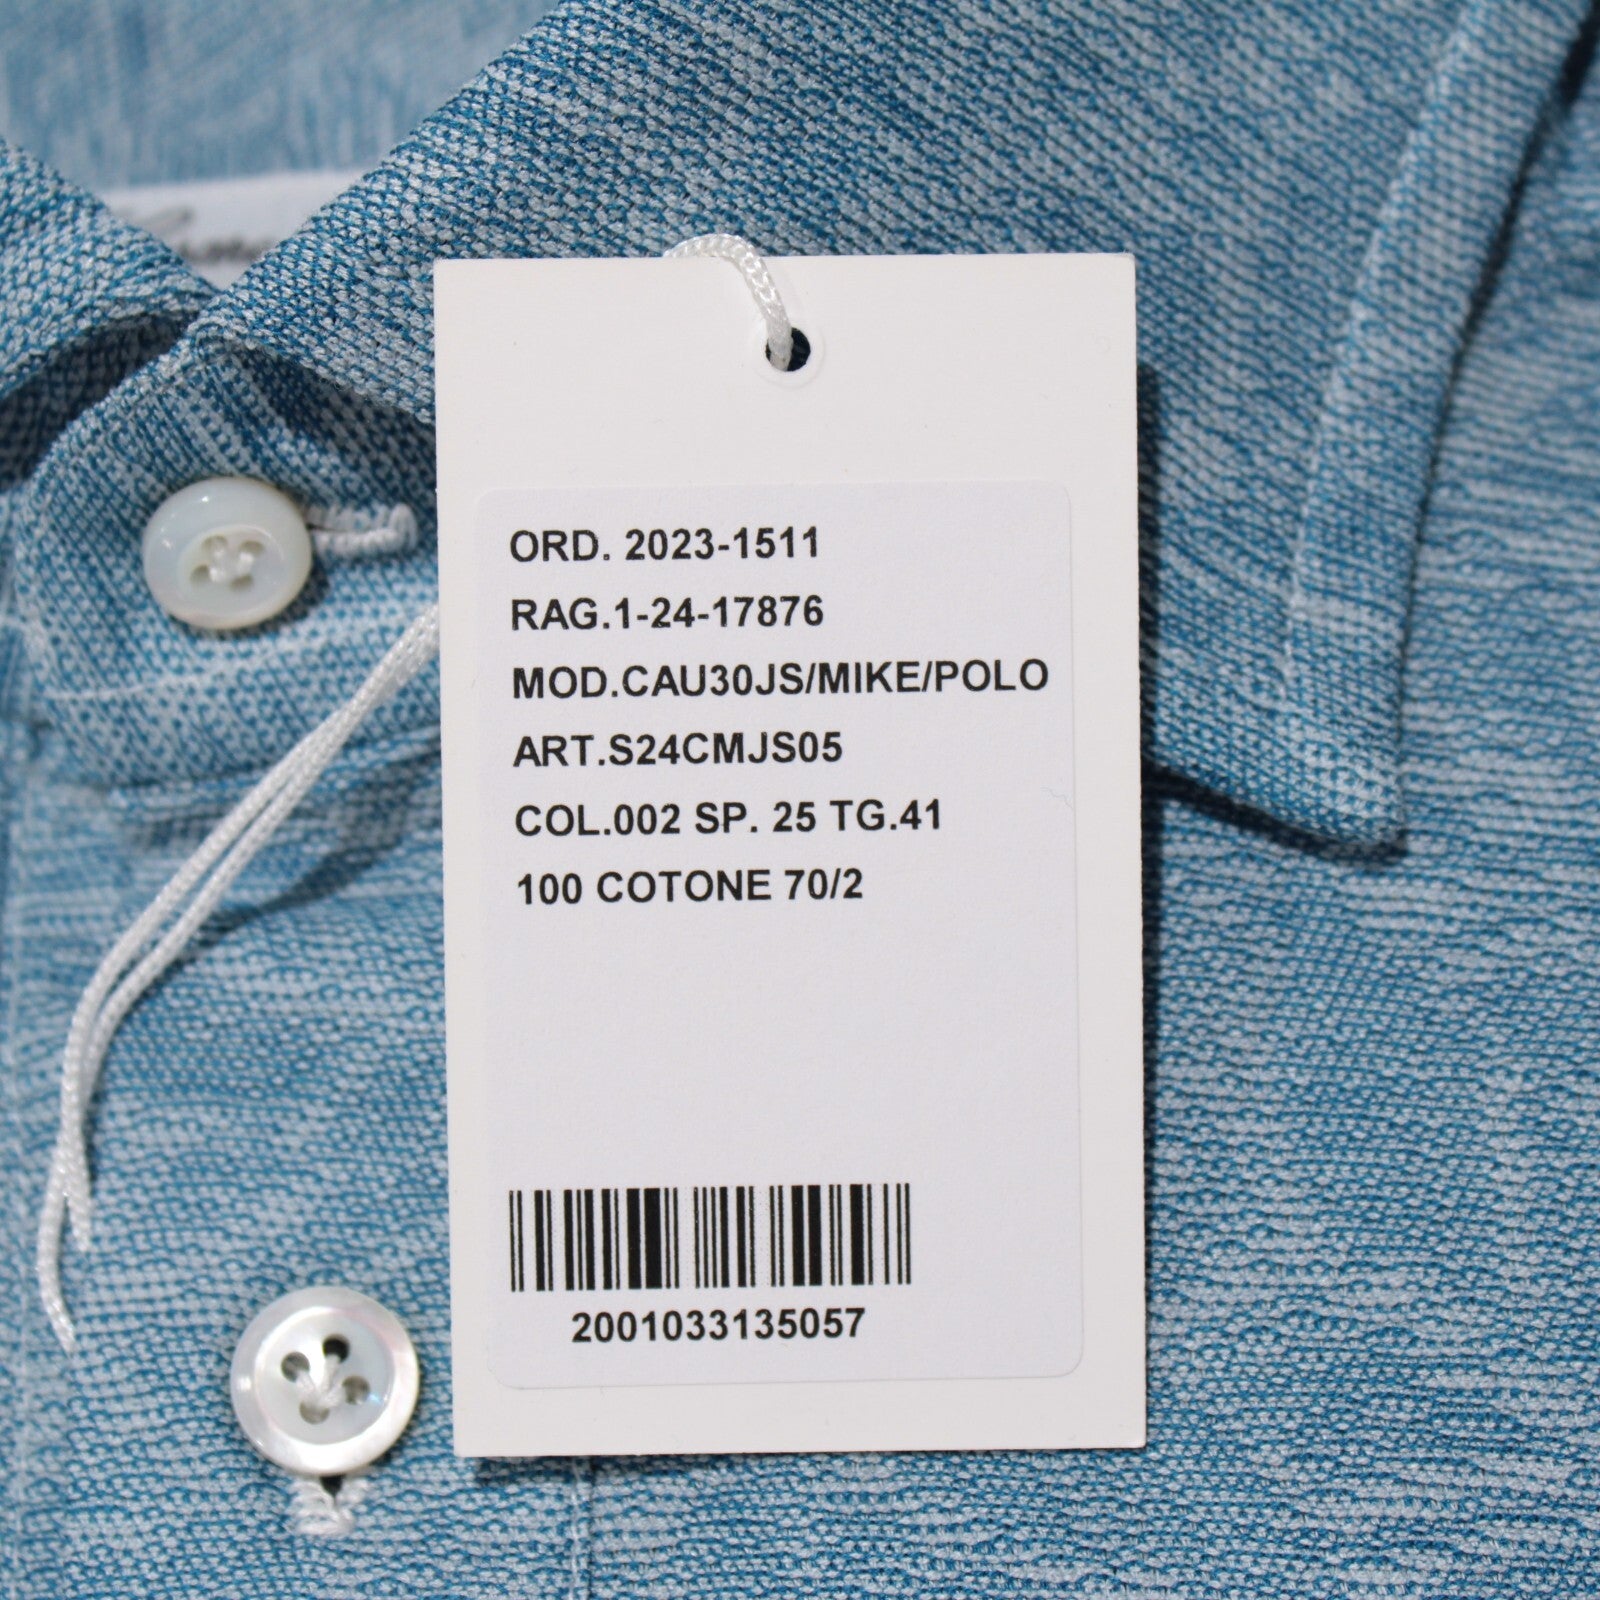 ORD. 2023-1511
RAG.1-24-17876
MOD.CAU30JS/MIKE/POLO
ART.S24CMJS05
COL.002 SP. 25 TG.41
100 COTONE 70/2
2001033135057